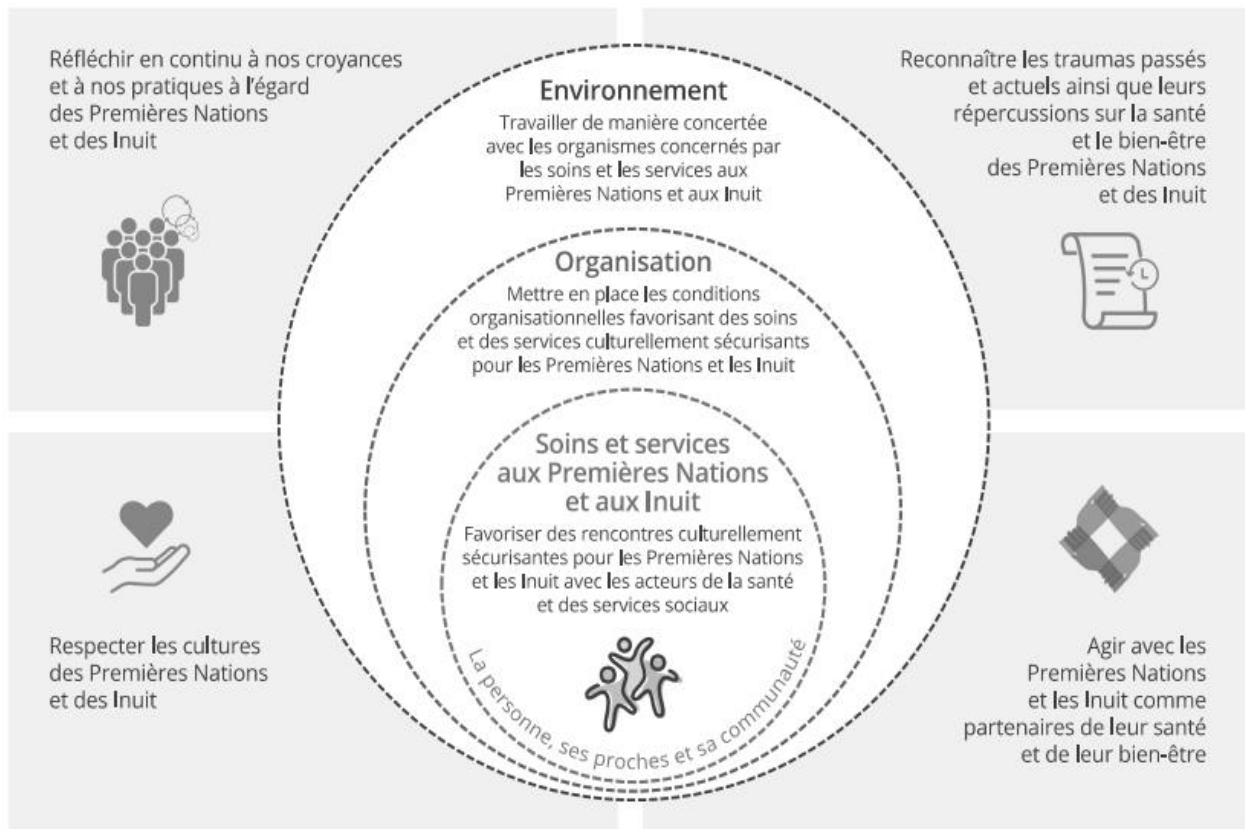 Réfléchir en continu à nos croyances
et à nos pratiques à l'égard
des Premières Nations
et des Inuit
Reconnaître les traumas passés
et actuels ainsi que leurs
répercussions sur la santé
et le bien-être
des Premières Nations
et des Inuit
Environnement
Travailler de manière concertée
avec les organismes concernés par
les soins et les services aux
Premières Nations et aux Inuit
Organisation
Mettre en place les conditions
organisationnelles favorisant des soins
et des services culturellement sécurisants
pour les Premières Nations et les Inuit
Soins et services
aux Premières Nations
et aux Inuit
Favoriser des rencontres culturellement
sécurisantes pour les Premières Nations
et les Inuit avec les acteurs de la santé
et des services sociaux
La personne, ses proches et sa communauté
Respecter les cultures
des Premières Nations
et des Inuit
Agir avec les
Premières Nations
et les Inuit comme
partenaires de leur santé
et de leur bien-être